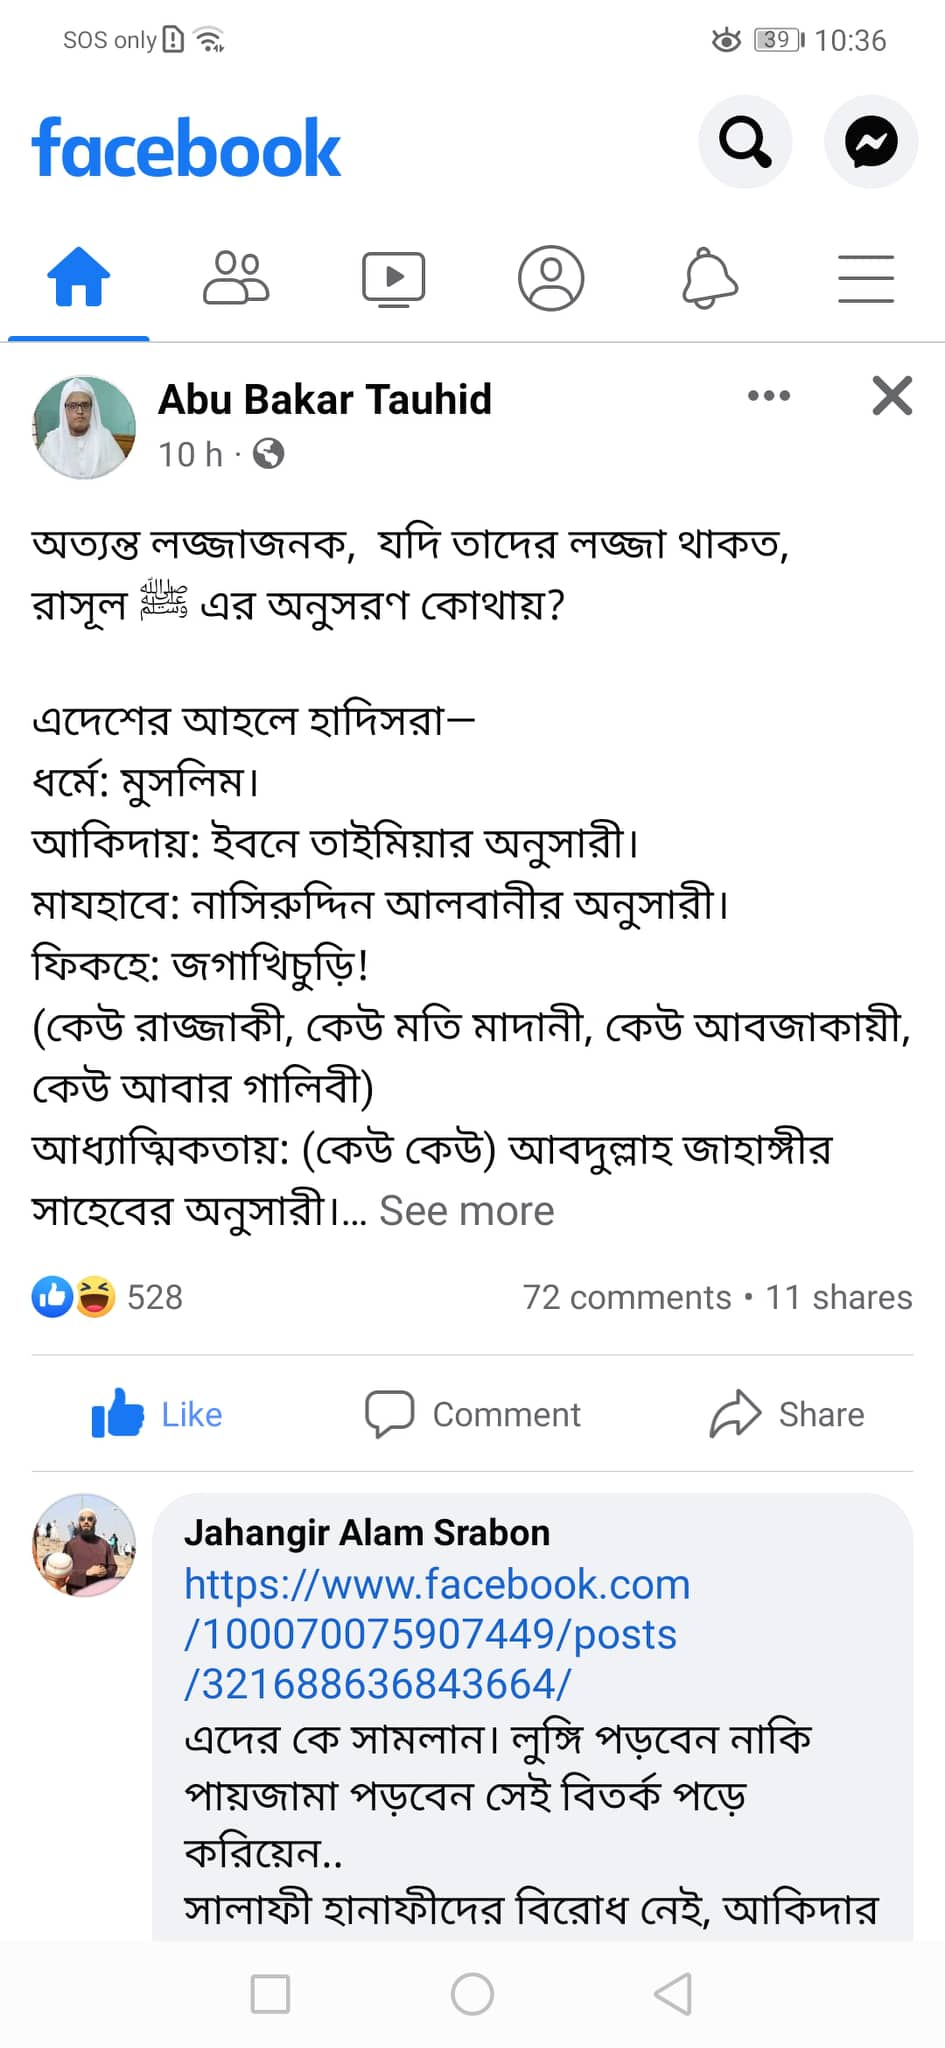 SOS only
39 10:36
facebook
Abu Bakar Tauhid
10 h ·
অত্যন্ত লজ্জাজনক, যদি তাদের লজ্জা থাকত,
রাসূল ﷺ এর অনুসরণ কোথায়?
এদেশের আহলে হাদিসরা—
ধর্মে: মুসলিম।
আকিদায়: ইবনে তাইমিয়ার অনুসারী।
মাযহাবে: নাসিরুদ্দিন আলবানীর অনুসারী।
ফিকহে: জগাখিচুড়ি!
(কেউ রাজ্জাকী, কেউ মতি মাদানী, কেউ আবজাকায়ী,
কেউ আবার গালিবী)
আধ্যাত্মিকতায়: (কেউ কেউ) আবদুল্লাহ জাহাঙ্গীর
সাহেবের অনুসারী।... See more
528 72 comments • 11 shares
Like Comment Share
Jahangir Alam Srabon
https://www.facebook.com
/100070075907449/posts
/321688636843664/
এদের কে সামলান। লুঙ্গি পড়বেন নাকি
পায়জামা পড়বেন সেই বিতর্ক পড়ে
করিয়েন..
সালাফী হানাফীদের বিরোধ নেই, আকিদার